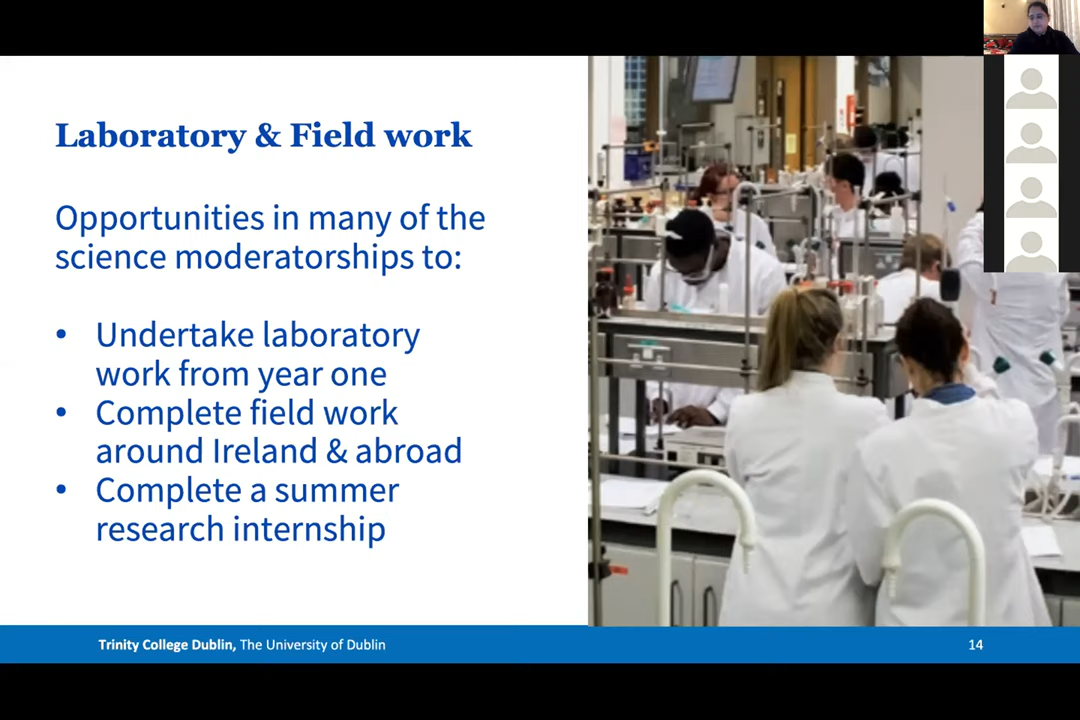 Laboratory & Field work
Opportunities in many of the
science moderatorships to:
• Undertake laboratory
work from year one
• Complete field work
around Ireland & abroad
• Complete a summer
research internship
Trinity College Dublin, The University of Dublin
14